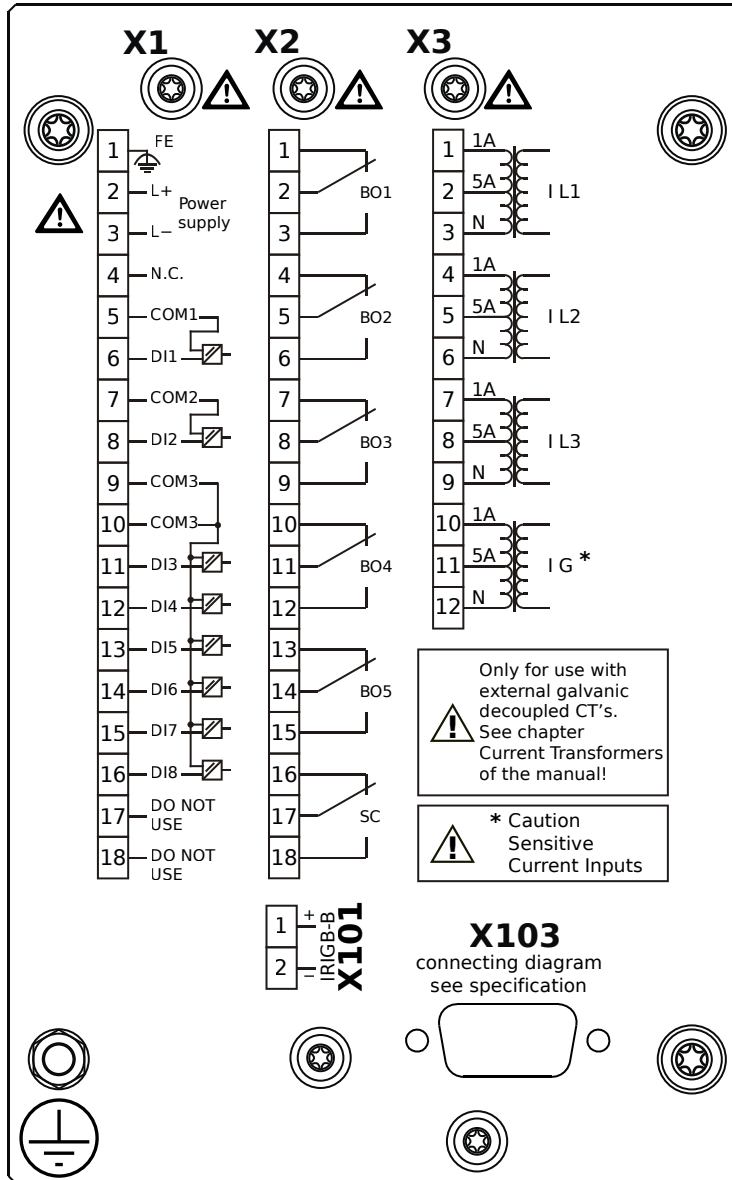 X1
X2
X3
1 FE
2 L+
Power
supply
3 L−
4 N.C.
5 COM1
6 DI1
7 COM2
8 DI2
9 COM3
10 COM3
11 DI3
12 DI4
13 DI5
14 DI6
15 DI7
16 DI8
17 DO NOT
USE
18 DO NOT
USE
1
2 BO1
3
4
5 BO2
6
7
8 BO3
9
10
11 BO4
12
13
14 BO5
15
16
17 SC
18
1 1A
2 5A I L1
3 N
4 1A
5 5A I L2
6 N
7 1A
8 5A I L3
9 N
10 1A
11 5A I G *
12 N
! Only for use with
external galvanic
decoupled CT's.
See chapter
Current Transformers
of the manual!
! * Caution
Sensitive
Current Inputs
1 +
2 −
IRIGB-B
X101
X103
connecting diagram
see specification